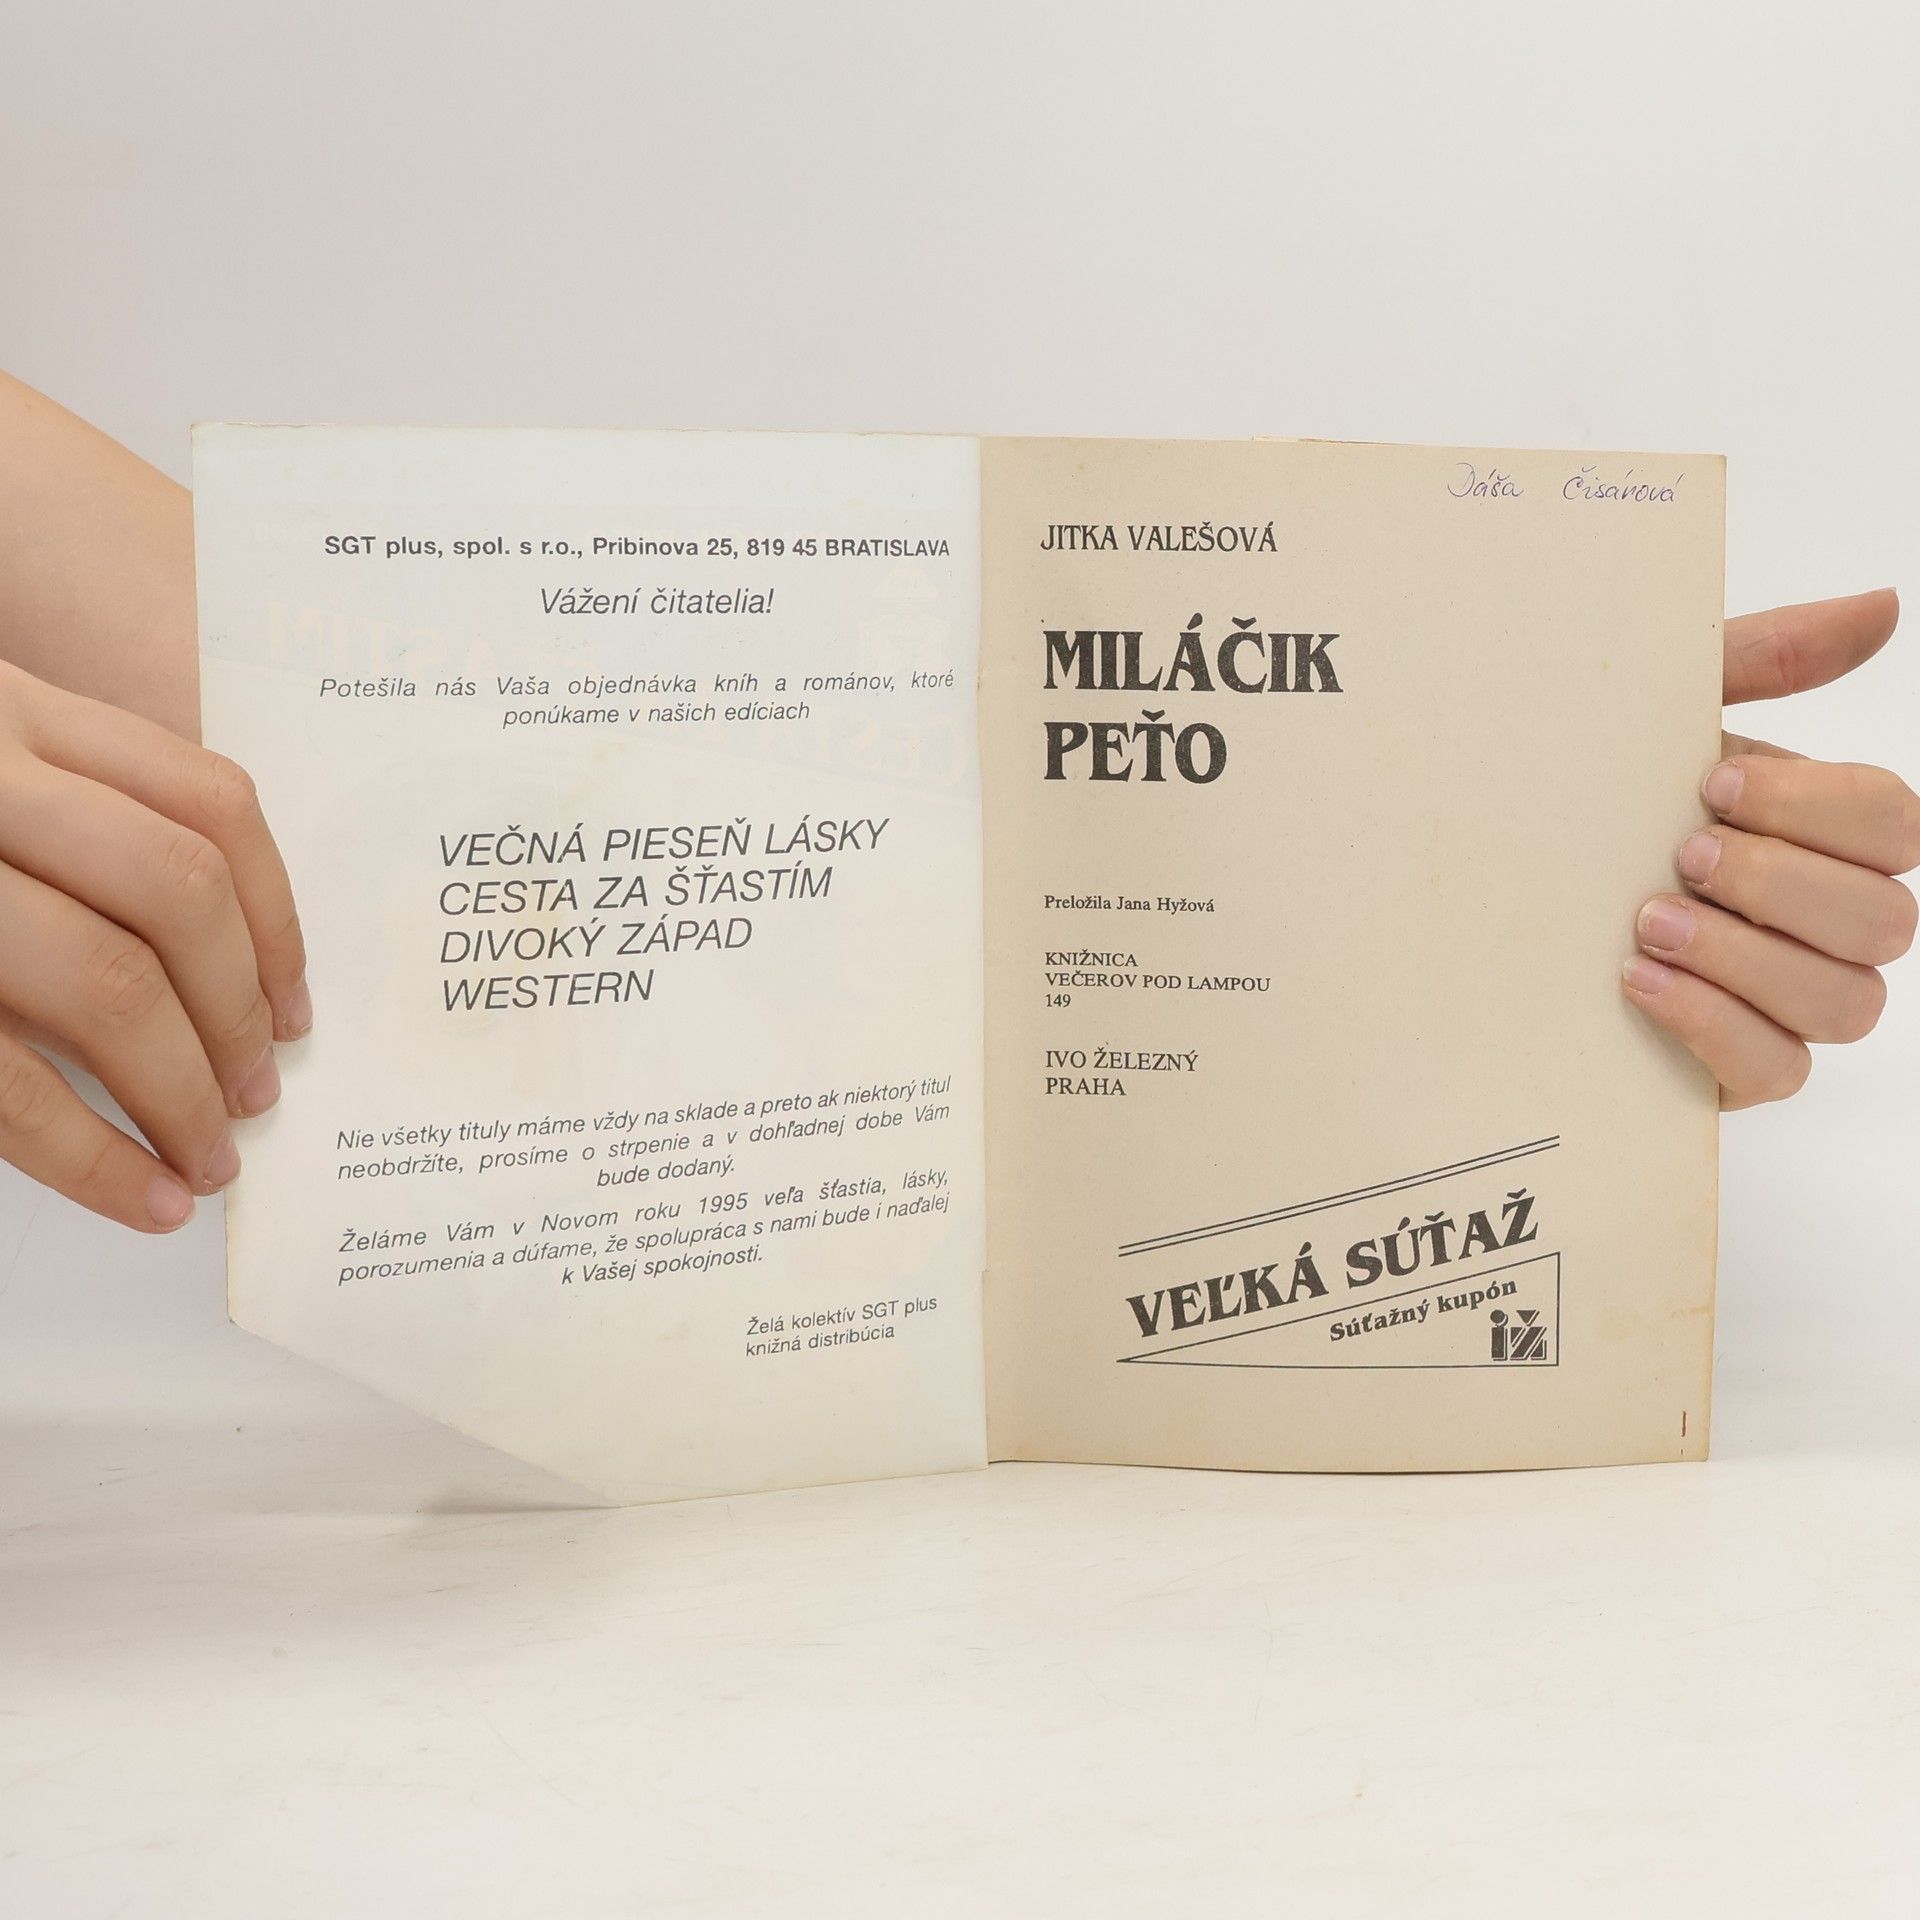 SGT plus, spol. s r.o., Pribinova 25, 819 45 BRATISLAVA
Vážení čitatelia!
Potešila nás Vaša objednávka kníh a románov, ktoré
ponúkame v našich edíciach
VEČNÁ PIESEŇ LÁSKY
CESTA ZA ŠŤASTÍM
DIVOKÝ ZÁPAD
WESTERN
Nie všetky tituly máme vždy na sklade a preto ak niektorý titul
neobdržíte, prosíme o strpenie a v dohľadnej dobe Vám
bude dodaný.
Želáme Vám v Novom roku 1995 veľa šťastia, lásky,
porozumenia a dúfame, že spolupráca s nami bude i naďalej
k Vašej spokojnosti.
Želá kolektív SGT plus
knižná distribúcia
Dáša Čisárová
JITKA VALEŠOVÁ
MILÁČIK
PEŤO
Preložila Jana Hyžová
KNIŽNICA
VEČEROV POD LAMPOU
149
IVO ŽELEZNÝ
PRAHA
VEĽKÁ SÚŤAŽ
Súťažný kupón
iž